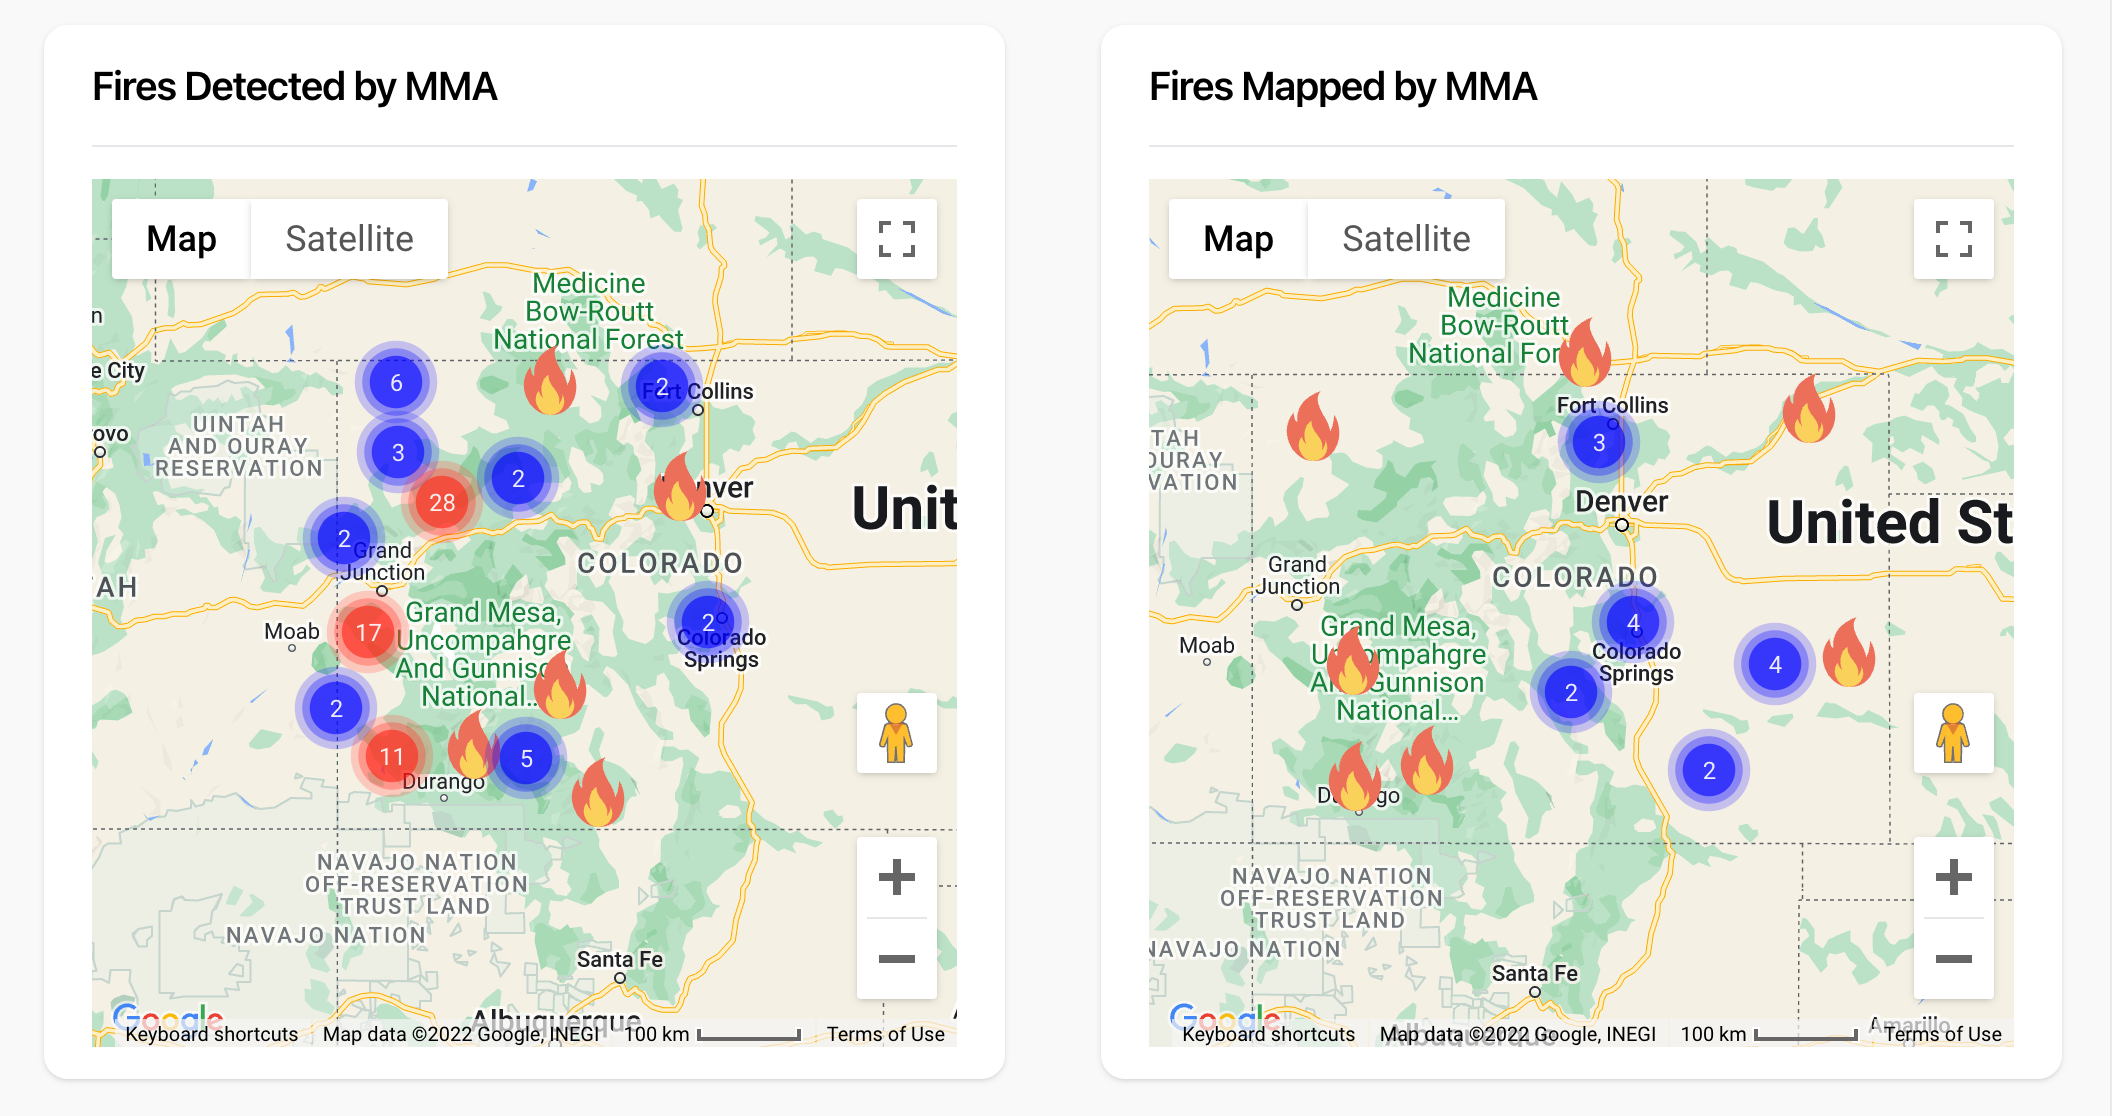 Fires Detected by MMA
Map
Satellite
Medicine
Bow-Routt
National Forest
n
e City
6
2
Fort Collins
UINTAH
AND OURAY
RESERVATION
rovo
3
2
28
nver
Unit
2
Grand
Junction
COLORADO
AH
Grand Mesa,
Uncompahgre
And Gunniso
National...
Moab
17
2
Colorado
Springs
2
11
5
Durango
NAVAJO NATION
OFF-RESERVATION
TRUST LAND
NAVAJO NATION
Santa Fe
Albuquerque
Google
Keyboard shortcuts
Map data ©2022 Google, INEGI
100 km
Terms of Use
Fires Mapped by MMA
Map
Satellite
Medicine
Bow-Routt
National For
Fort Collins
3
TAH
OURAY
VATION
Denver
United St
Grand
Junction
COLORADO
Grand Mesa,
Uncompahgre
And Gunnison
National...
Moab
4
Colorado
Springs
4
2
2
Durango
NAVAJO NATION
OFF-RESERVATION
TRUST LAND
NAVAJO NATION
Santa Fe
Albuquerque
Amarillo
Google
Keyboard shortcuts
Map data ©2022 Google, INEGI
100 km
Terms of Use